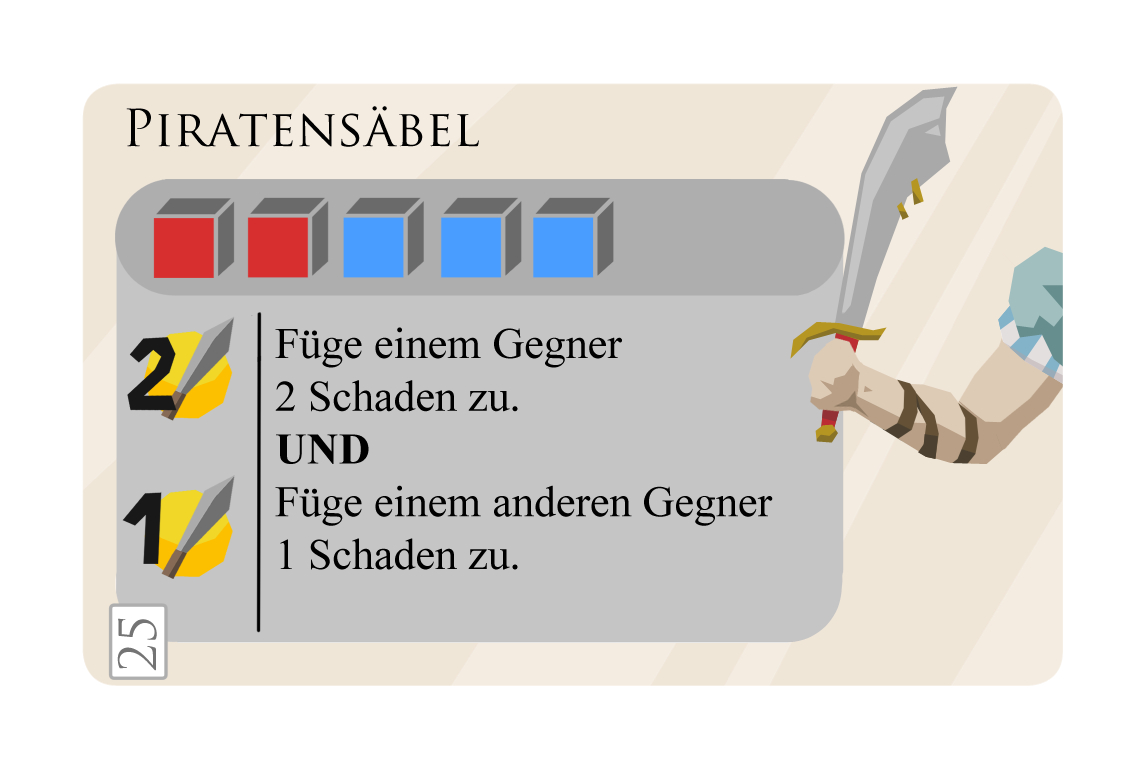 PIRATENSÄBEL
Füge einem Gegner
2 Schaden zu.
UND
Füge einem anderen Gegner
1 Schaden zu.
2
1
25